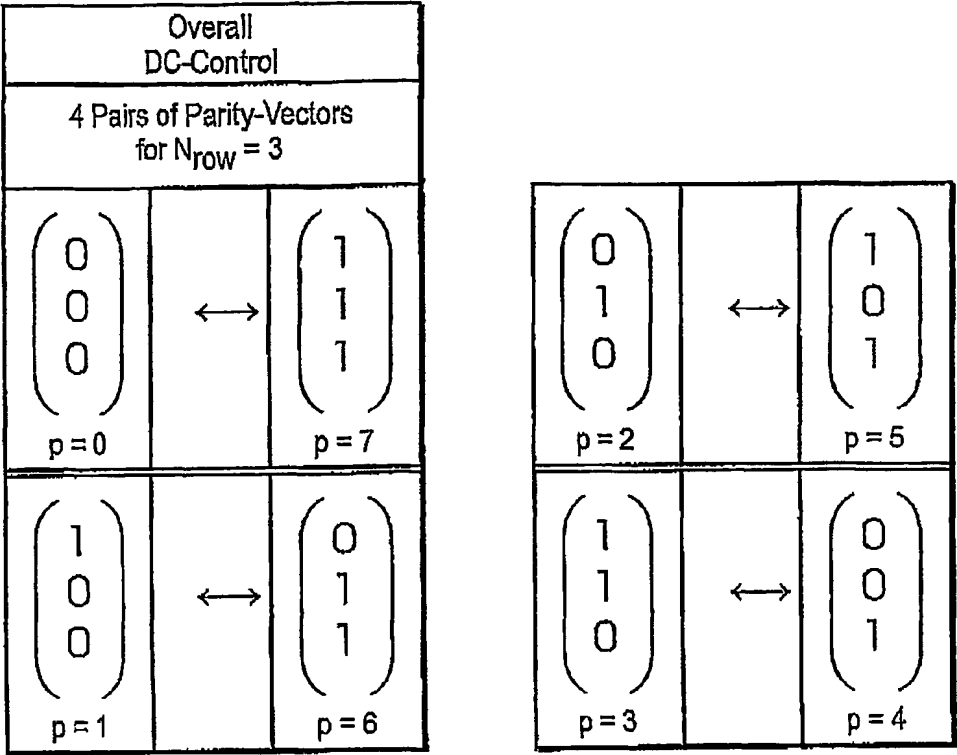 Overall
DC-Control
4 Pairs of Parity-Vectors
for Nrow = 3
0 1
0 ↔ 1
0 1
p = 0 p = 7
1 0
0 ↔ 1
0 1
p = 1 p = 6
0 1
1 ↔ 0
0 1
p = 2 p = 5
1 0
1 ↔ 0
0 1
p = 3 p = 4